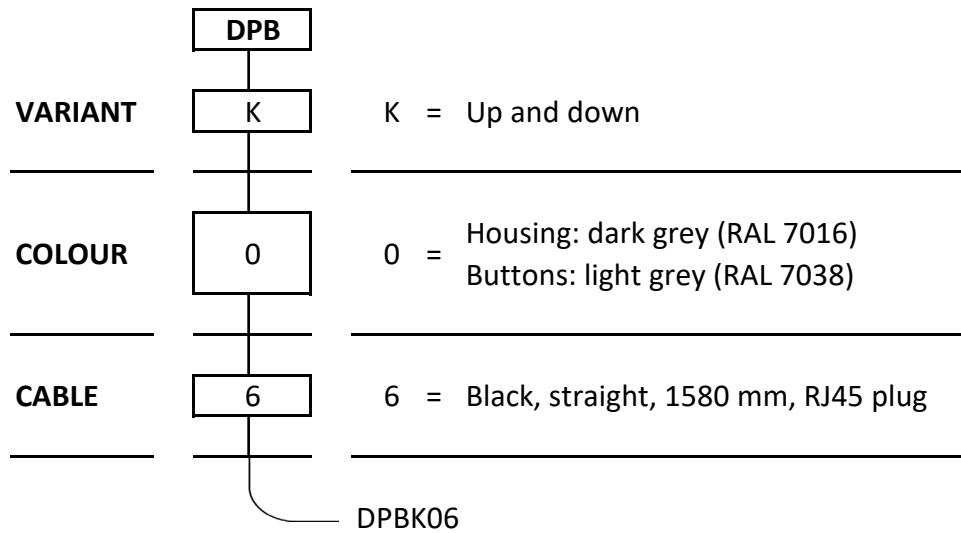 DPB
VARIANT K K = Up and down
COLOUR 0 0 = Housing: dark grey (RAL 7016)
Buttons: light grey (RAL 7038)
CABLE 6 6 = Black, straight, 1580 mm, RJ45 plug
DPBK06